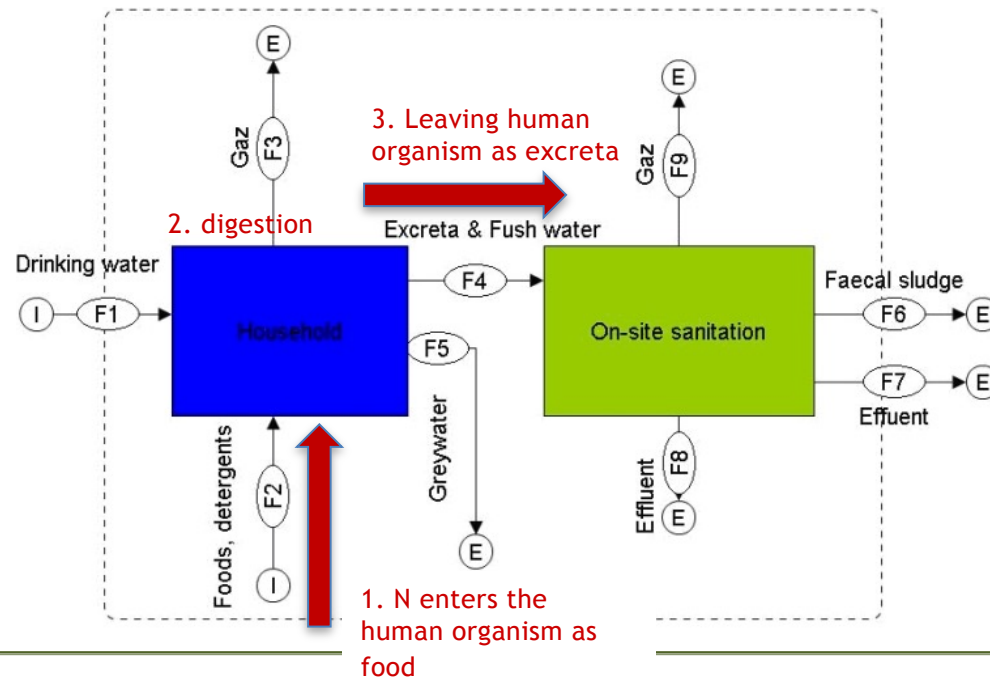 E
E
Gaz
F3
3. Leaving human
organism as excreta
Gaz
F9
2. digestion
Excreta & Fush water
Drinking water
Faecal sludge
I
F1
Household
F4
On-site sanitation
F6
E
F5
F7
E
Effuent
Foods, detergents
F2
Greywater
Effluent
F8
E
E
I
1. N enters the
human organism as
food